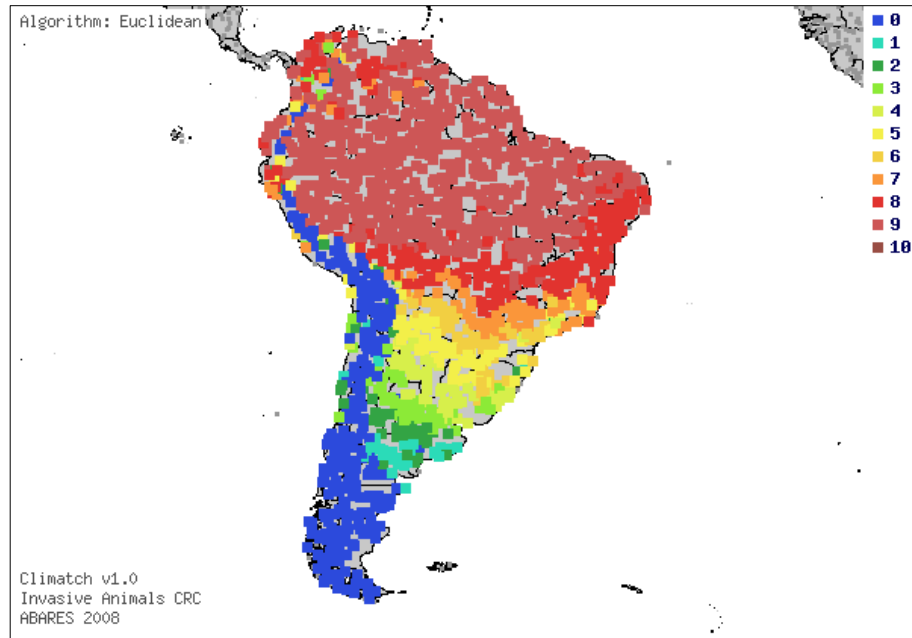 Algorithm: Euclidean
0
1
2
3
4
5
6
7
8
9
10
Climatch v1.0
Invasive Animals CRC
ABARES 2008